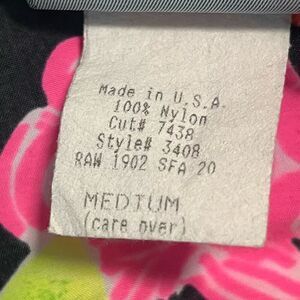 Made in U.S.A.
100% Nylon
Cut# 7438
Style# 3408
RAW 1902 SFA 20
MEDIUM
(care over)